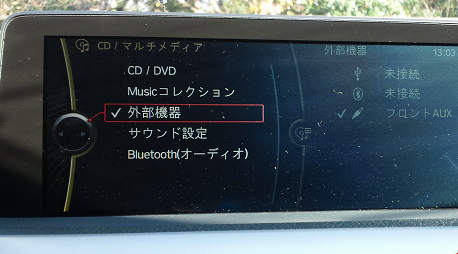 CD / マルチメディア
外部機器
13:03
CD / DVD
Musicコレクション
外部機器
サウンド設定
Bluetooth(オーディオ)
未接続
未接続
フロントAUX